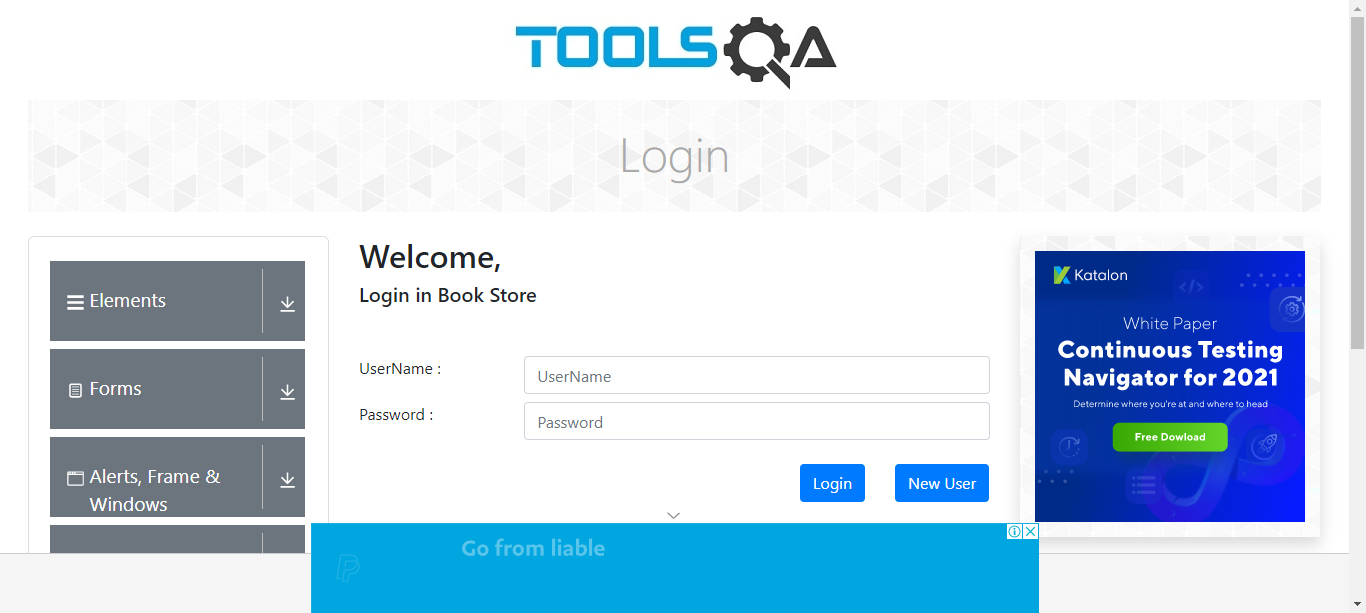 TOOLSQA
Login
Elements
Forms
Alerts, Frame &
Windows
Welcome,
Login in Book Store
UserName :
UserName
Password :
Password
Login
New User
Katalon
White Paper
Continuous Testing
Navigator for 2021
Determine where you're at and where to head
Free Dowload
Go from liable